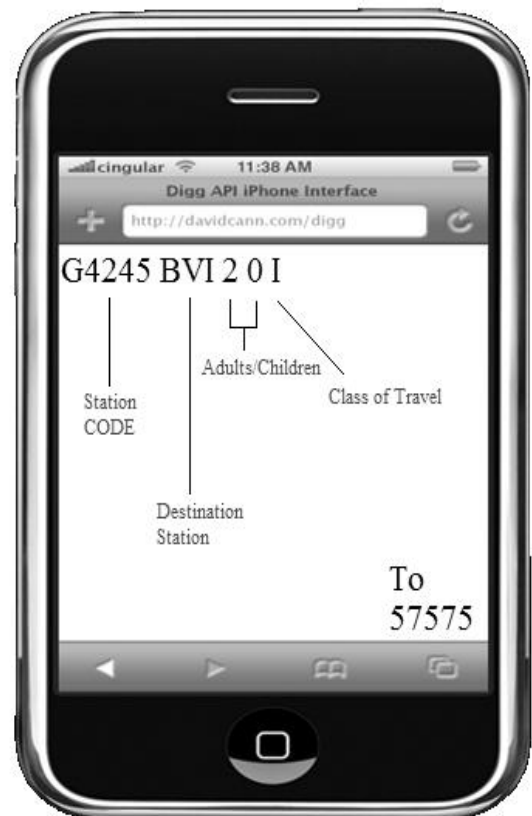 cingular 11:38 AM
Digg API iPhone Interface
http://davidcann.com/digg
G4245 BVI 2 0 I
Adults/Children
Class of Travel
Station
CODE
Destination
Station
To
57575